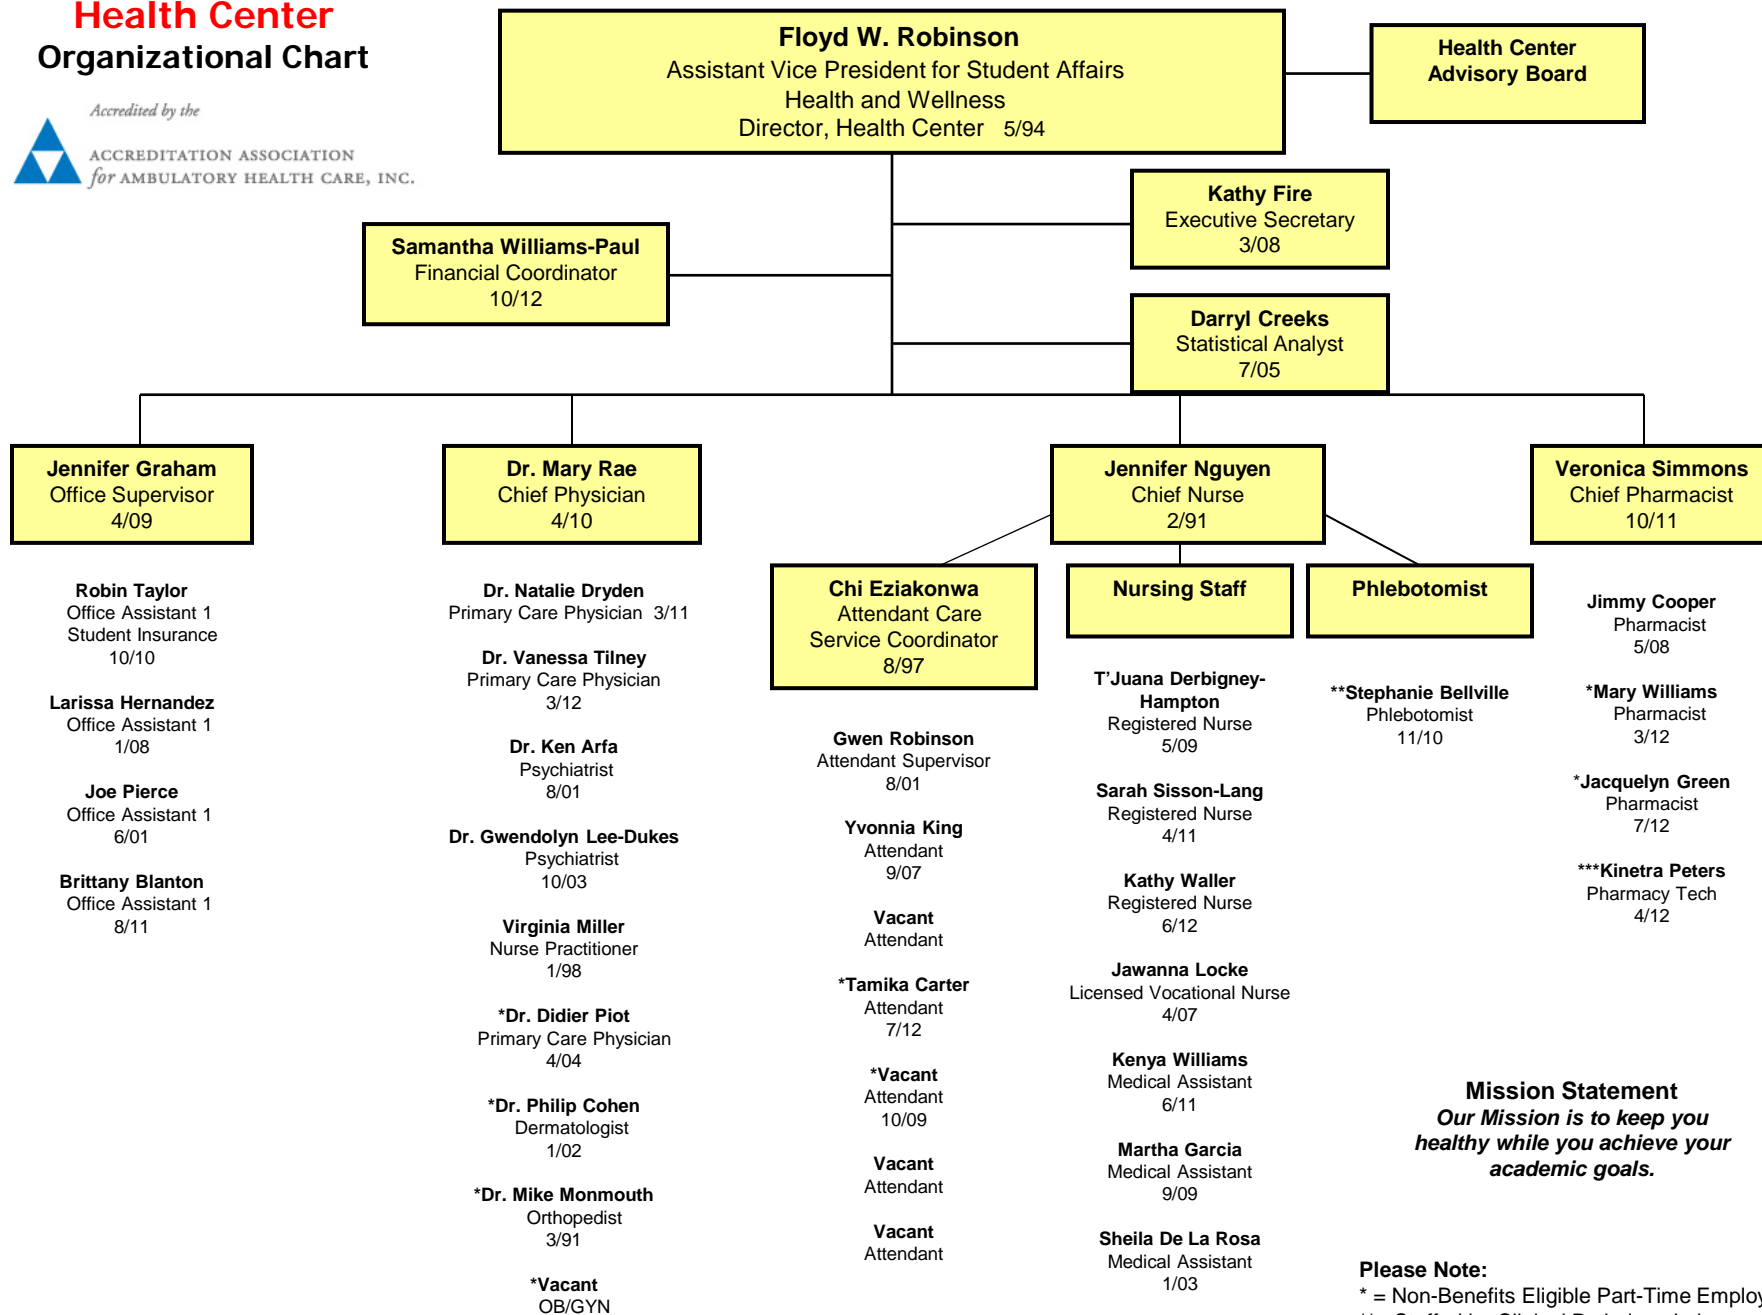 Health Center
Organizational Chart
Accredited by the
ACCREDITATION ASSOCIATION
for AMBULATORY HEALTH CARE, INC.
Floyd W. Robinson
Assistant Vice President for Student Affairs
Health and Wellness
Director, Health Center 5/94
Health Center
Advisory Board
Kathy Fire
Executive Secretary
3/08
Samantha Williams-Paul
Financial Coordinator
10/12
Darryl Creeks
Statistical Analyst
7/05
Jennifer Graham
Office Supervisor
4/09
Robin Taylor
Office Assistant 1
Student Insurance
10/10
Larissa Hernandez
Office Assistant 1
1/08
Joe Pierce
Office Assistant 1
6/01
Brittany Blanton
Office Assistant 1
8/11
Dr. Mary Rae
Chief Physician
4/10
Dr. Natalie Dryden
Primary Care Physician 3/11
Dr. Vanessa Tilney
Primary Care Physician
3/12
Dr. Ken Arfa
Psychiatrist
8/01
Dr. Gwendolyn Lee-Dukes
Psychiatrist
10/03
Virginia Miller
Nurse Practitioner
1/98
*Dr. Didier Piot
Primary Care Physician
4/04
*Dr. Philip Cohen
Dermatologist
1/02
*Dr. Mike Monmouth
Orthopedist
3/91
*Vacant
OB/GYN
Jennifer Nguyen
Chief Nurse
2/91
Chi Eziakonwa
Attendant Care
Service Coordinator
8/97
Gwen Robinson
Attendant Supervisor
8/01
Yvonnia King
Attendant
9/07
Vacant
Attendant
*Tamika Carter
Attendant
7/12
*Vacant
Attendant
10/09
Vacant
Attendant
Vacant
Attendant
Nursing Staff
T’Juana Derbigney-
Hampton
Registered Nurse
5/09
Sarah Sisson-Lang
Registered Nurse
4/11
Kathy Waller
Registered Nurse
6/12
Jawanna Locke
Licensed Vocational Nurse
4/07
Kenya Williams
Medical Assistant
6/11
Martha Garcia
Medical Assistant
9/09
Sheila De La Rosa
Medical Assistant
1/03
Phlebotomist
**Stephanie Bellville
Phlebotomist
11/10
Veronica Simmons
Chief Pharmacist
10/11
Jimmy Cooper
Pharmacist
5/08
*Mary Williams
Pharmacist
3/12
*Jacquelyn Green
Pharmacist
7/12
***Kinetra Peters
Pharmacy Tech
4/12
Mission Statement
Our Mission is to keep you
healthy while you achieve your
academic goals.
Please Note:
* = Non-Benefits Eligible Part-Time Employ